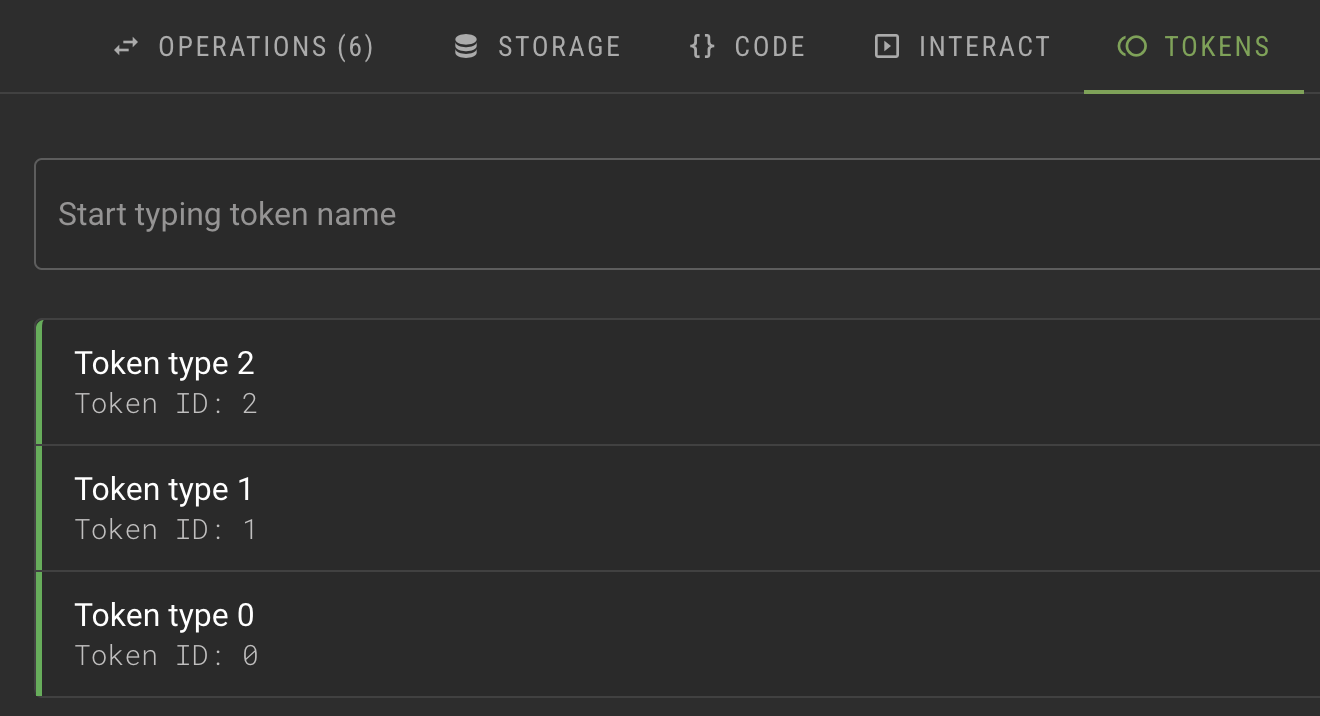 OPERATIONS (6) STORAGE {} CODE INTERACT TOKENS
Start typing token name
Token type 2
Token ID: 2
Token type 1
Token ID: 1
Token type 0
Token ID: 0